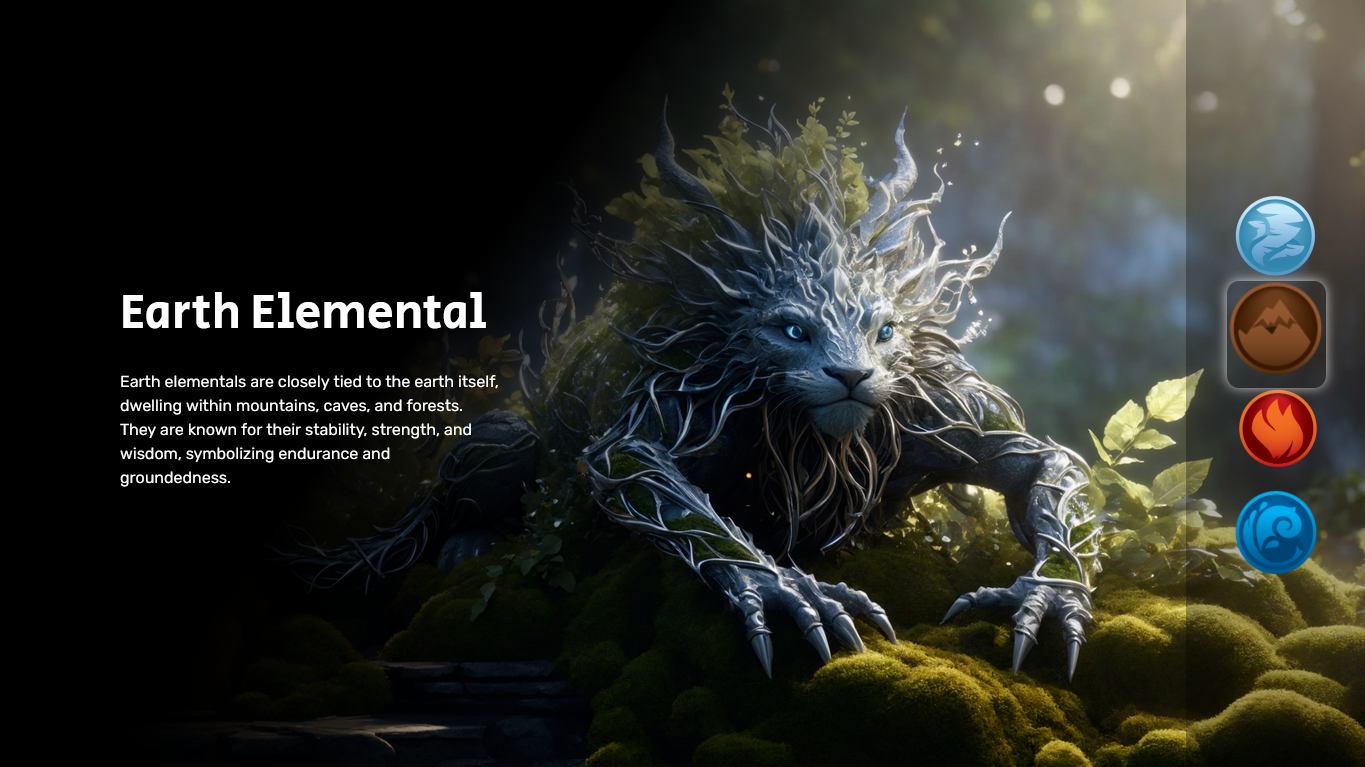 Earth Elemental
Earth elementals are closely tied to the earth itself,
dwelling within mountains, caves, and forests.
They are known for their stability, strength, and
wisdom, symbolizing endurance and
groundedness.